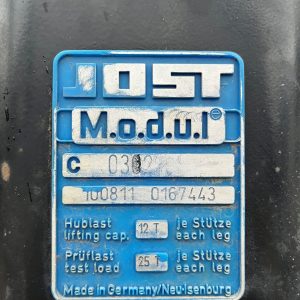 JOST
M.o.d.u.l
C
100811 0167443
Hublast 12 T je Stütze
lifting cap. each leg
Prüflast 25 T je Stütze
test load each leg
Made in Germany/Neu-Isenburg